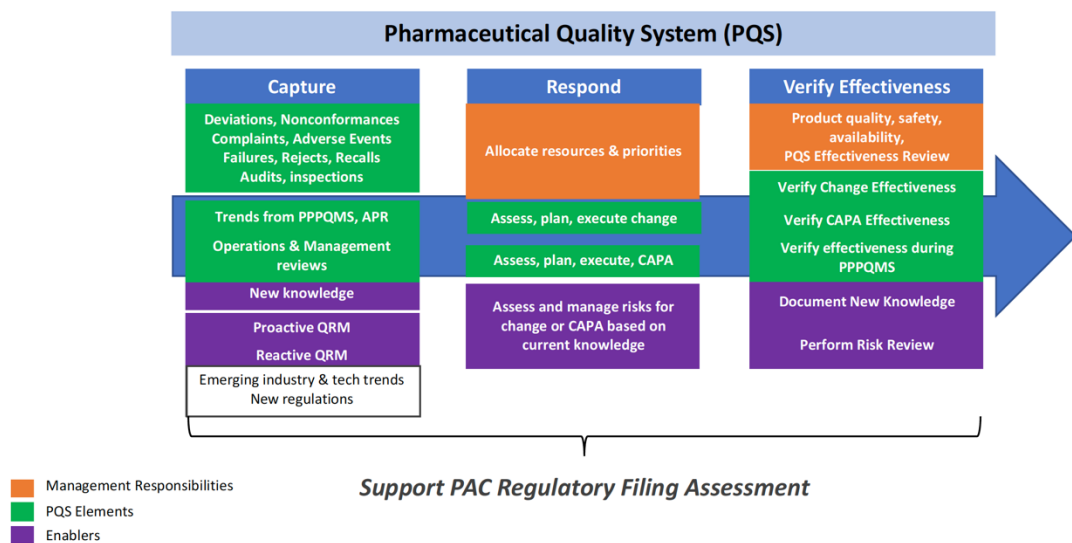 Pharmaceutical Quality System (PQS)
Capture
Deviations, Nonconformances
Complaints, Adverse Events
Failures, Rejects, Recalls
Audits, inspections
Trends from PPPQMS, APR
Operations & Management
reviews
New knowledge
Proactive QRM
Reactive QRM
Emerging industry & tech trends
New regulations
Respond
Allocate resources & priorities
Assess, plan, execute change
Assess, plan, execute, CAPA
Assess and manage risks for
change or CAPA based on
current knowledge
Verify Effectiveness
Product quality, safety,
availability,
PQS Effectiveness Review
Verify Change Effectiveness
Verify CAPA Effectiveness
Verify effectiveness during
PPPQMS
Document New Knowledge
Perform Risk Review
Support PAC Regulatory Filing Assessment
Management Responsibilities
PQS Elements
Enablers